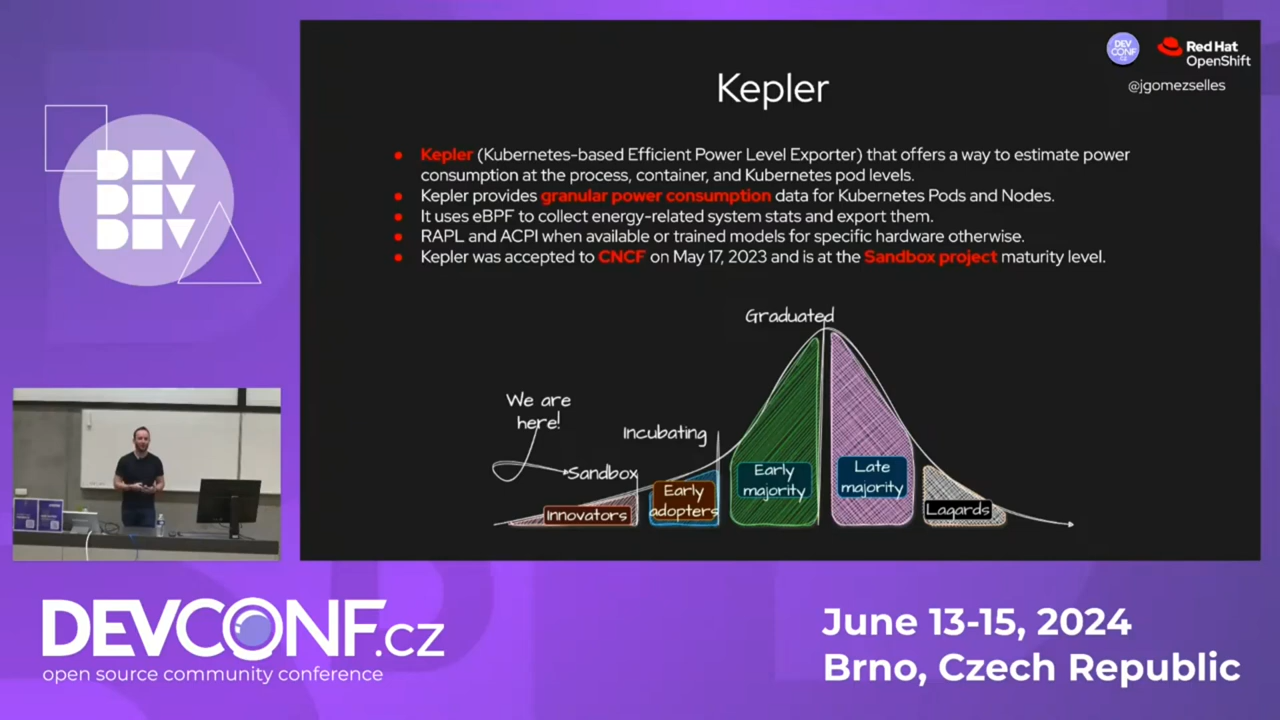 DEV
DEV
DEV
DEV
CONF
.CZ
Red Hat
OpenShift
@jgomezselles
Kepler
● Kepler (Kubernetes-based Efficient Power Level Exporter) that offers a way to estimate power
consumption at the process, container, and Kubernetes pod levels.
● Kepler provides granular power consumption data for Kubernetes Pods and Nodes.
● It uses eBPF to collect energy-related system stats and export them.
● RAPL and ACPI when available or trained models for specific hardware otherwise.
● Kepler was accepted to CNCF on May 17, 2023 and is at the Sandbox project maturity level.
Graduated
We are
here!
Incubating
Sandbox
Innovators
Early
adopters
Early
majority
Late
majority
Lagards
DEVCONF.cz
open source community conference
June 13-15, 2024
Brno, Czech Republic